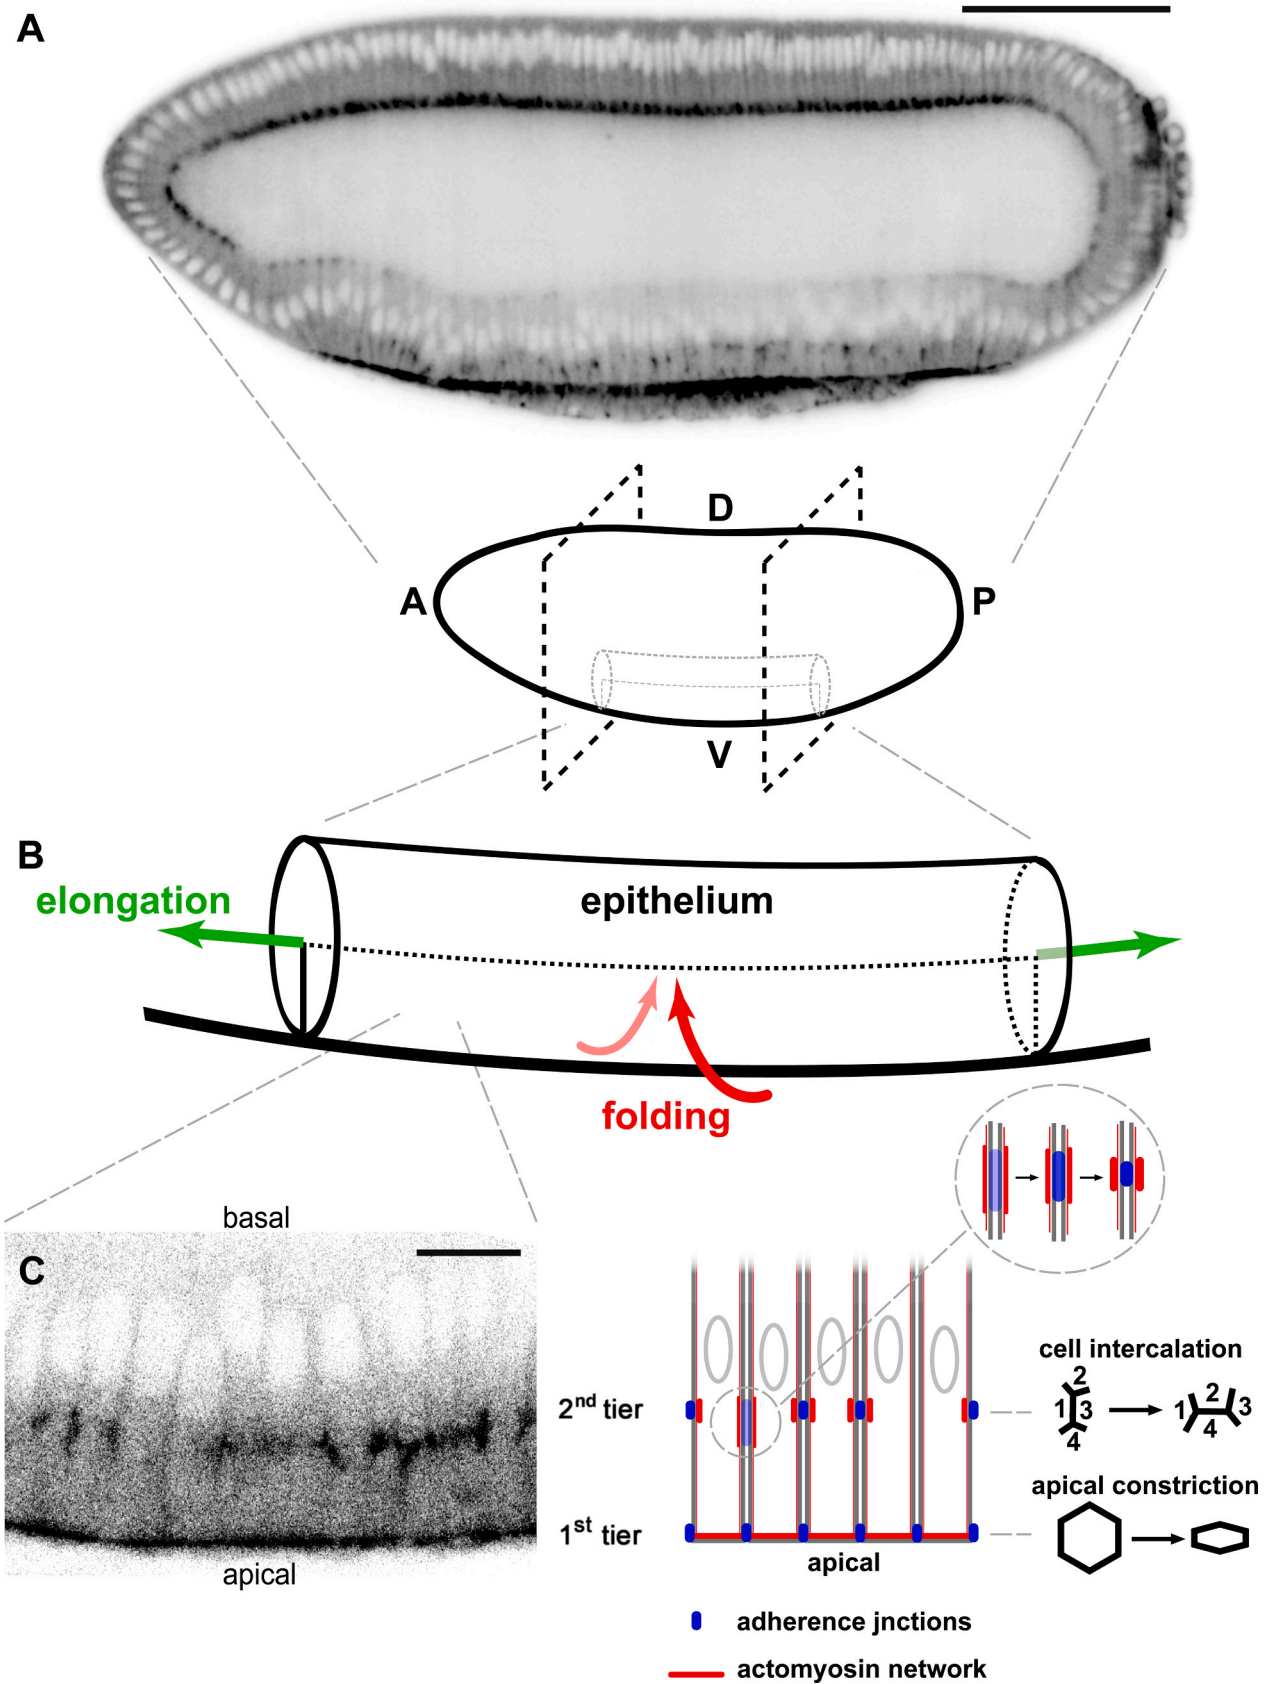 A
D
A
P
V
B
elongation
epithelium
folding
basal
C
cell intercalation
2
1 3
4
2
1 3
4
2nd tier
apical constriction
1st tier
apical
apical
adherence jnctions
actomyosin network